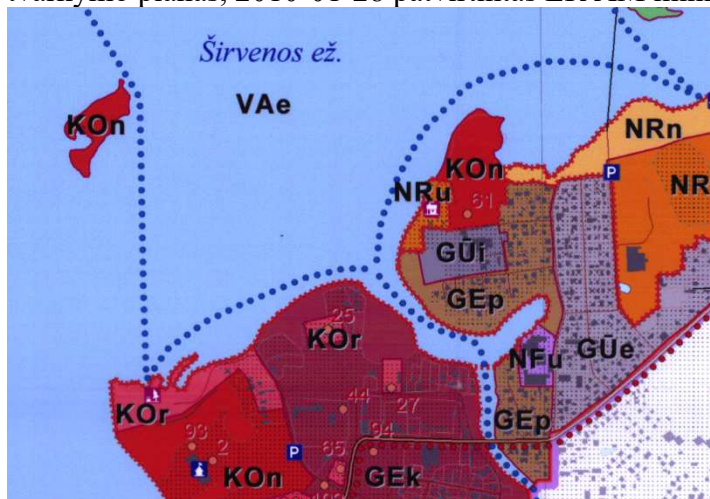 Širvenos ež.
VAe
KOn
NRn
KOn
NRu
P
NR
61
GŪi
GEp
25
KOr
NFu
GŪe
KOr
44
27
GEp
93
2
94
P
65
KOn
GEk